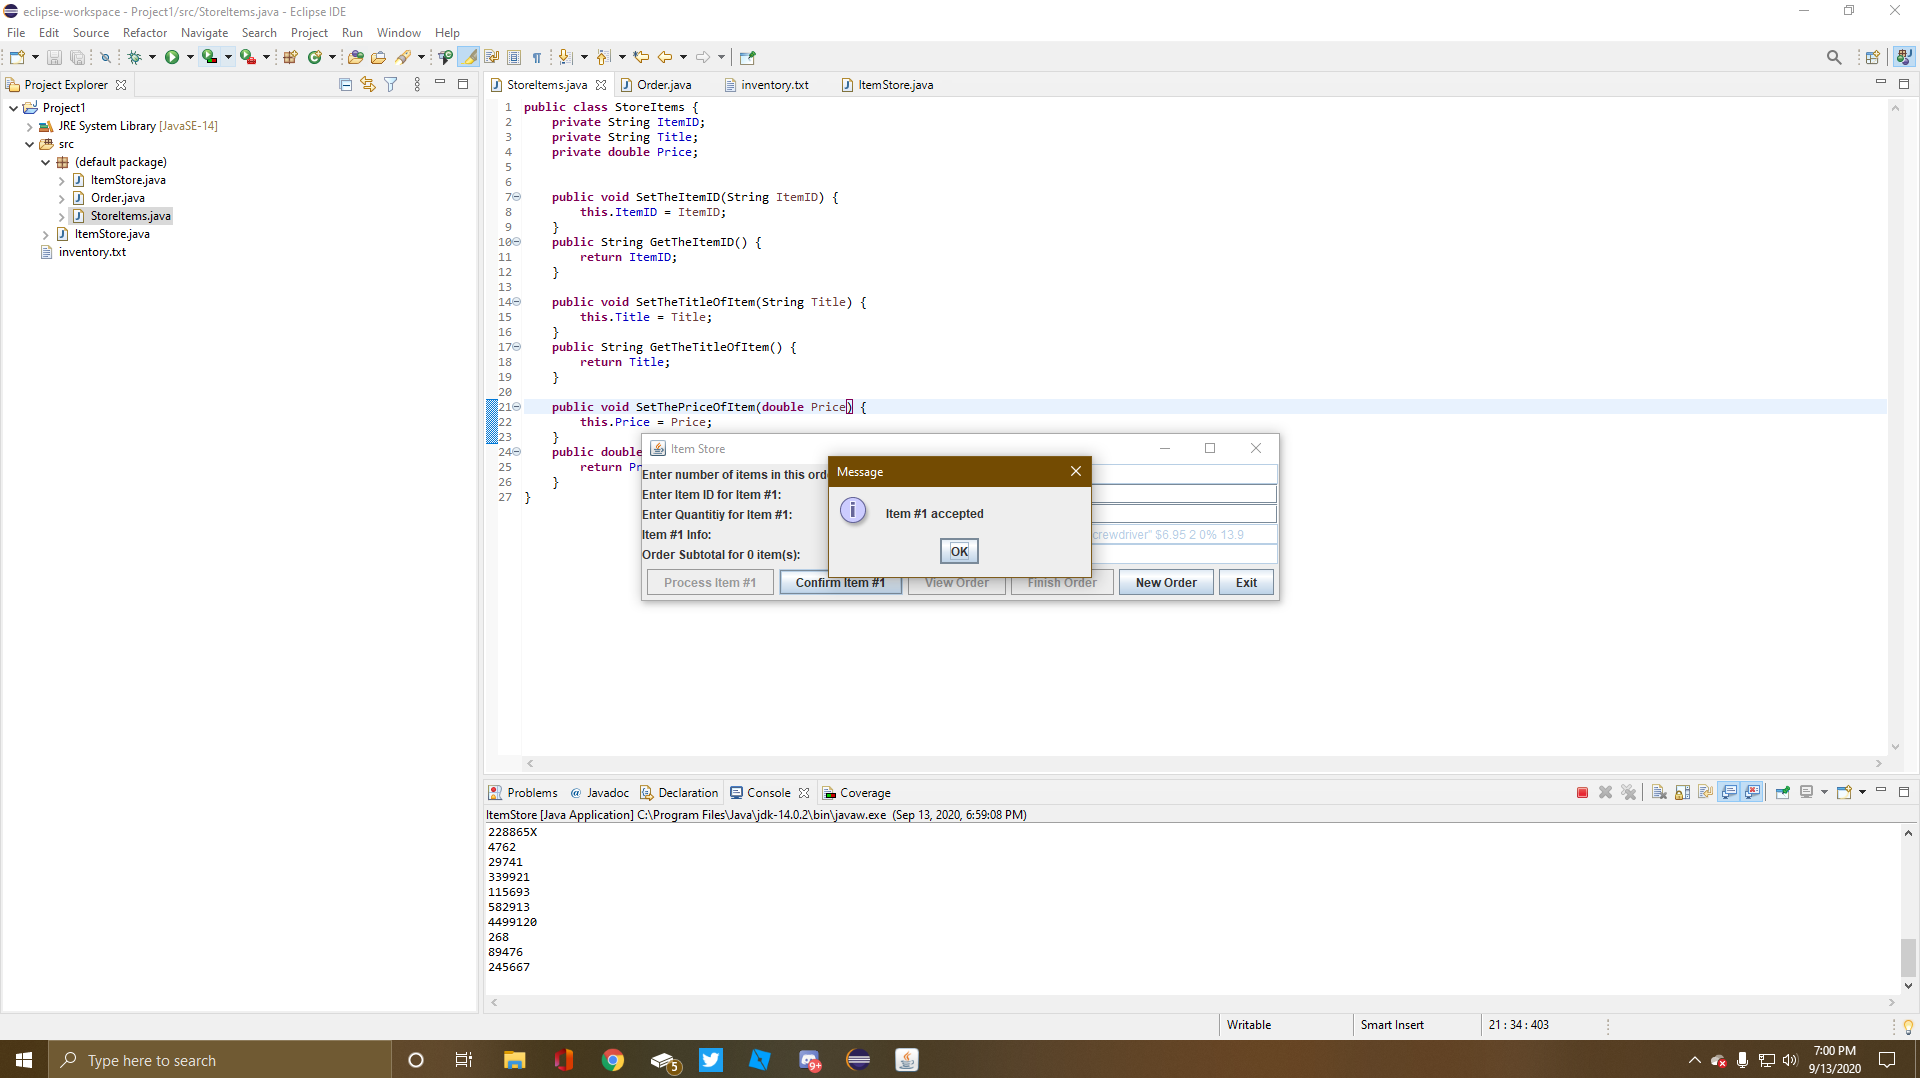 eclipse-workspace - Project1/src/StoreItems.java - Eclipse IDE
File Edit Source Refactor Navigate Search Project Run Window Help
Project Explorer
StoreItems.java Order.java inventory.txt ItemStore.java
Project1
JRE System Library [JavaSE-14]
src
(default package)
ItemStore.java
Order.java
StoreItems.java
ItemStore.java
inventory.txt
1 public class StoreItems {
2 private String ItemID;
3 private String Title;
4 private double Price;
5
6
7 public void SetTheItemID(String ItemID) {
8 this.ItemID = ItemID;
9 }
10 public String GetTheItemID() {
11 return ItemID;
12 }
13
14 public void SetTheTitleOfItem(String Title) {
15 this.Title = Title;
16 }
17 public String GetTheTitleOfItem() {
18 return Title;
19 }
20
21 public void SetThePriceOfItem(double Price) {
22 this.Price = Price;
23 }
24 public double
25 return Pr
26 }
27 }
Item Store
Enter number of items in this ord
Enter Item ID for Item #1:
Enter Quantitiy for Item #1:
Item #1 Info: crewdriver" $6.95 2 0% 13.9
Order Subtotal for 0 item(s):
Process Item #1 Confirm Item #1 View Order Finish Order New Order Exit
Message
Item #1 accepted
OK
Problems @ Javadoc Declaration Console Coverage
ItemStore [Java Application] C:\Program Files\Java\jdk-14.0.2\bin\javaw.exe (Sep 13, 2020, 6:59:08 PM)
228865X
4762
29741
339921
115693
582913
4499120
268
89476
245667
Writable Smart Insert 21 : 34 : 403
Type here to search
5
9+
7:00 PM
9/13/2020